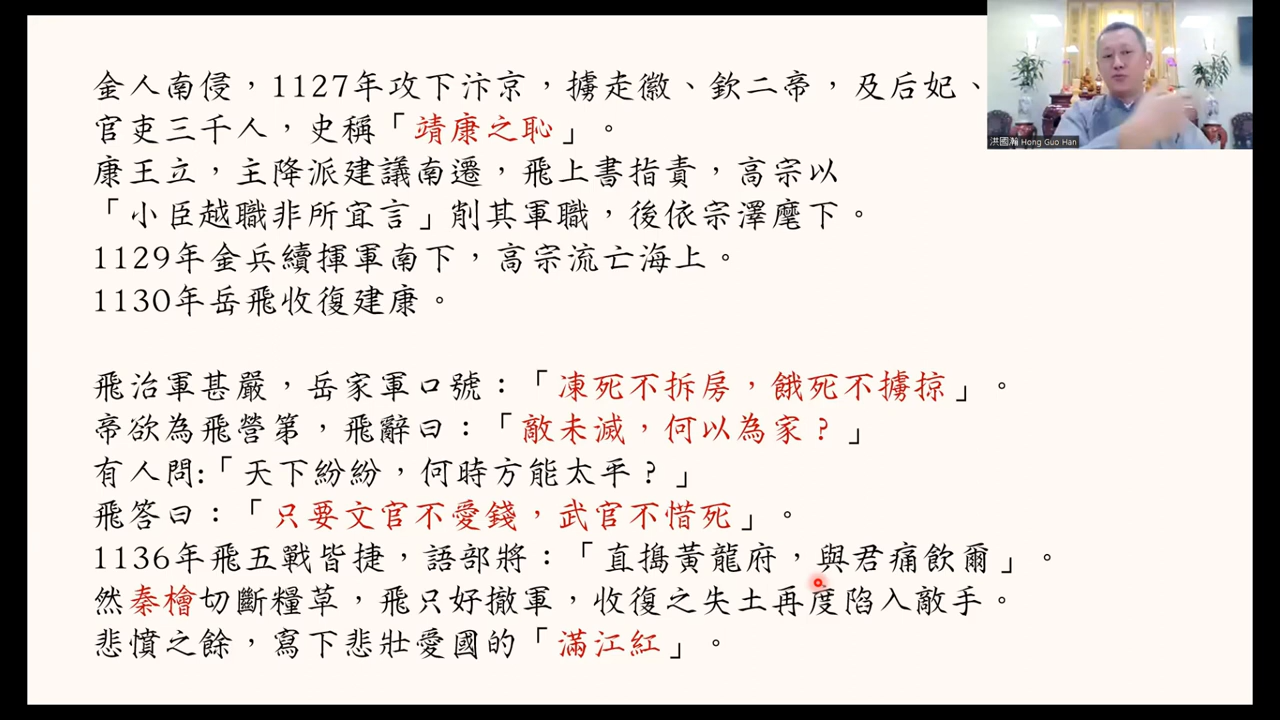 金人南侵，1127年攻下汴京，擄走徽、欽二帝，及后妃、
官吏三千人，史稱「靖康之恥」。
康王立，主降派建議南遷，飛上書指責，高宗以
「小臣越職非所宜言」削其軍職，後依宗澤麾下。
1129年金兵續揮軍南下，高宗流亡海上。
1130年岳飛收復建康。
飛治軍甚嚴，岳家軍口號：「凍死不拆房，餓死不擄掠」。
帝欲為飛營第，飛辭曰：「敵未滅，何以為家？」
有人問:「天下紛紛，何時方能太平？」
飛答曰：「只要文官不愛錢，武官不惜死」。
1136年飛五戰皆捷，語部將：「直搗黃龍府，與君痛飲爾」。
然秦檜切斷糧草，飛只好撤軍，收復之失土再度陷入敵手。
悲憤之餘，寫下悲壯愛國的「滿江紅」。
洪國瀚 Hong Guo Han